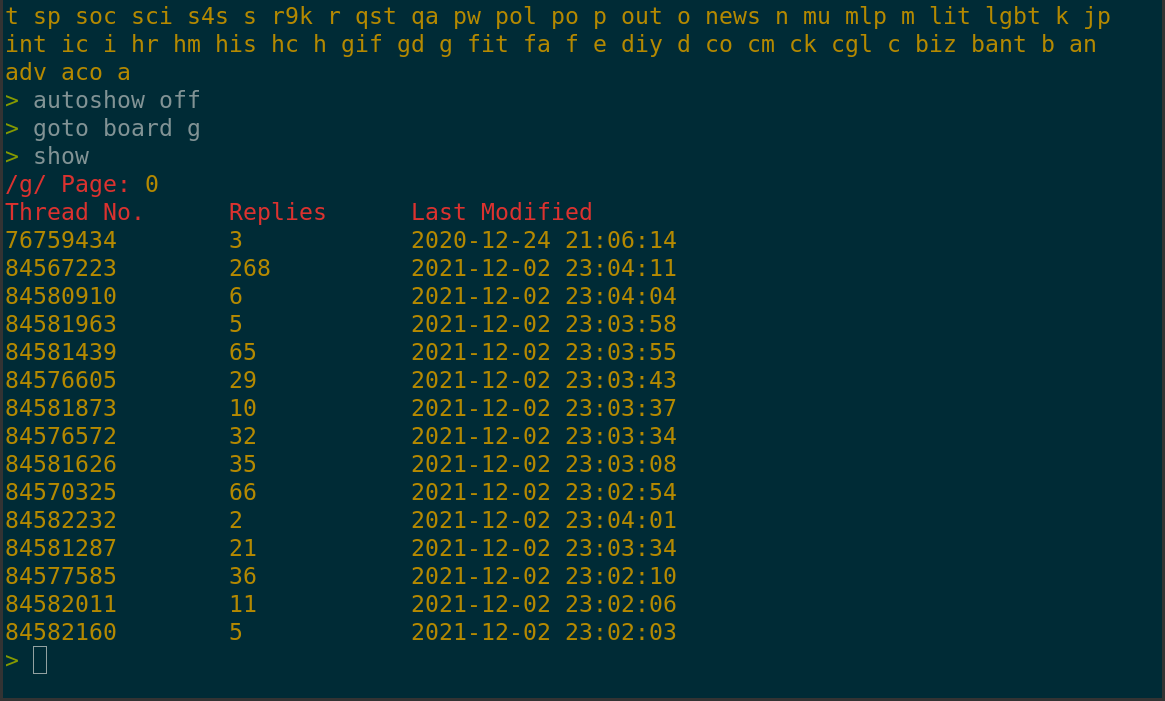 t sp soc sci s4s s r9k r qst qa pw pol po p out o news n mu mlp m lit lgbt k jp
int ic i hr hm his hc h gif gd g fit fa f e diy d co cm ck cgl c biz bant b an
adv aco a
> autoshow off
> goto board g
> show
/g/ Page: 0
Thread No. Replies Last Modified
76759434 3 2020-12-24 21:06:14
84567223 268 2021-12-02 23:04:11
84580910 6 2021-12-02 23:04:04
84581963 5 2021-12-02 23:03:58
84581439 65 2021-12-02 23:03:55
84576605 29 2021-12-02 23:03:43
84581873 10 2021-12-02 23:03:37
84576572 32 2021-12-02 23:03:34
84581626 35 2021-12-02 23:03:08
84570325 66 2021-12-02 23:02:54
84582232 2 2021-12-02 23:04:01
84581287 21 2021-12-02 23:03:34
84577585 36 2021-12-02 23:02:10
84582011 11 2021-12-02 23:02:06
84582160 5 2021-12-02 23:02:03
>